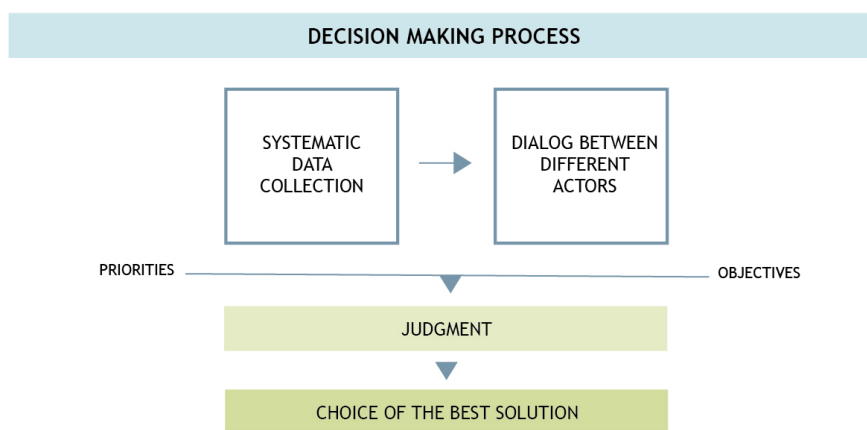 DECISION MAKING PROCESS
SYSTEMATIC
DATA
COLLECTION
DIALOG BETWEEN
DIFFERENT
ACTORS
PRIORITIES
OBJECTIVES
JUDGMENT
CHOICE OF THE BEST SOLUTION